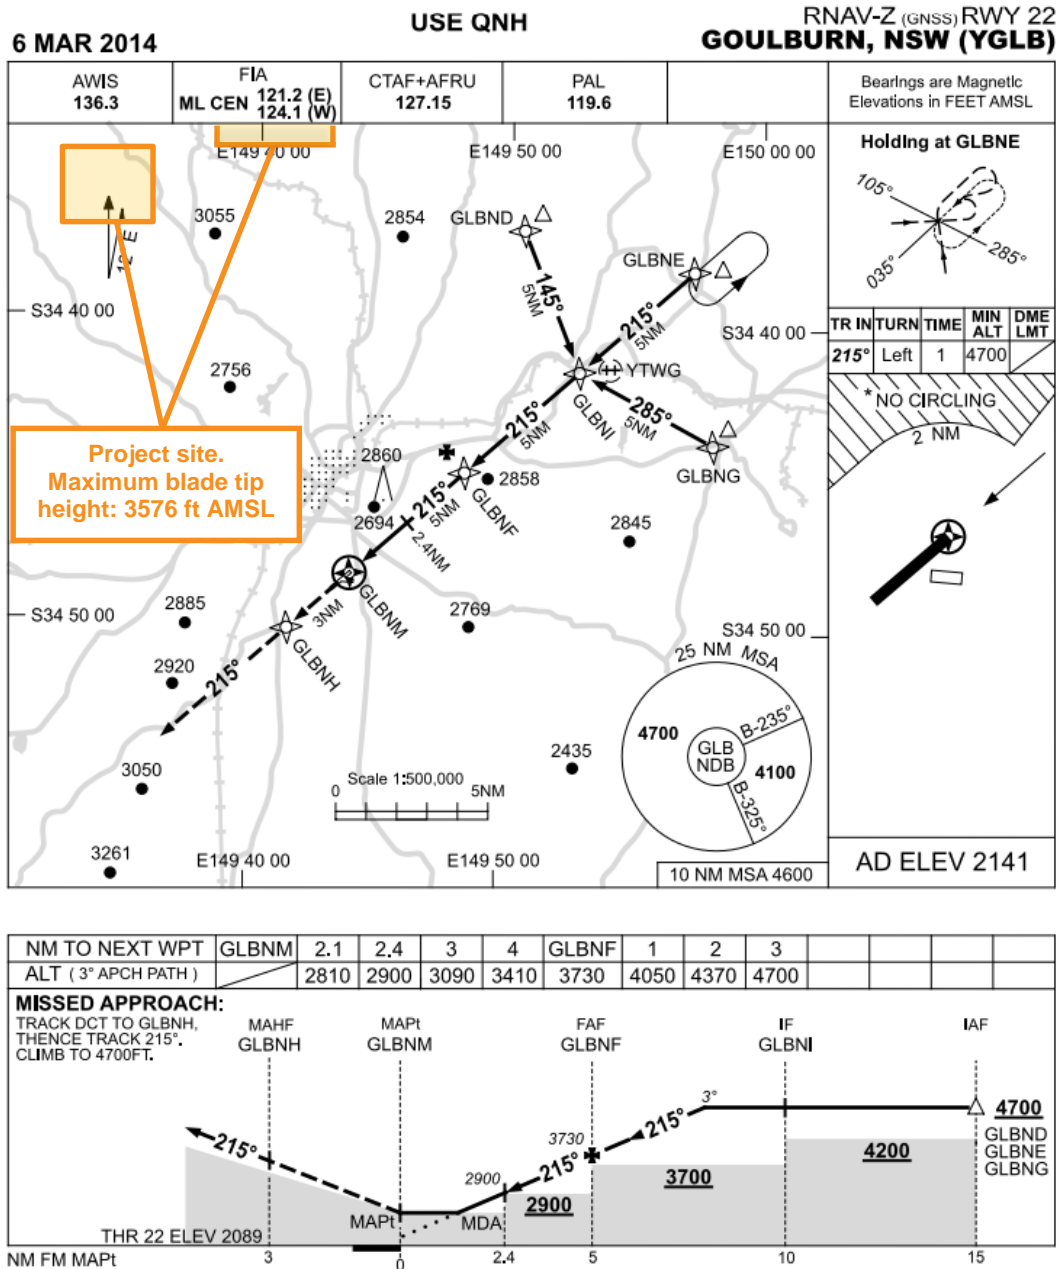 6 MAR 2014
USE QNH
RNAV-Z (GNSS) RWY 22
GOULBURN, NSW (YGLB)
AWIS
136.3
FIA
ML CEN 121.2 (E)
124.1 (W)
CTAF+AFRU
127.15
PAL
119.6
Bearings are Magnetic
Elevations in FEET AMSL
E149 40 00
E149 50 00
E150 00 00
12 E
3055
2854
GLBND
GLBNE
145°
5NM
215°
5NM
S34 40 00
S34 40 00
2756
YTWG
GLBNI
215°
5NM
285°
5NM
GLBNG
Project site.
Maximum blade tip
height: 3576 ft AMSL
2860
2858
GLBNF
2694
215°
5NM
2.4NM
2845
GLBNM
3NM
2885
S34 50 00
2769
S34 50 00
GLBNH
2920
215°
25 NM MSA
4700
GLB
NDB
B-235°
4100
B-325°
3050
2435
Scale 1:500,000
0
5NM
3261
E149 40 00
E149 50 00
10 NM MSA 4600
Holding at GLBNE
105°
285°
035°
TR IN TURN TIME MIN ALT DME LMT
215° Left 1 4700
* NO CIRCLING
2 NM
AD ELEV 2141
NM TO NEXT WPT GLBNM 2.1 2.4 3 4 GLBNF 1 2 3
ALT ( 3° APCH PATH ) 2810 2900 3090 3410 3730 4050 4370 4700
MISSED APPROACH:
TRACK DCT TO GLBNH,
THENCE TRACK 215°.
CLIMB TO 4700FT.
MAHF
GLBNH
MAPt
GLBNM
FAF
GLBNF
IF
GLBNI
IAF
3°
4700
GLBND
GLBNE
GLBNG
215°
3730
215°
4200
3700
2900
215°
2900
MAPt
MDA
THR 22 ELEV 2089
NM FM MAPt
3
0
2.4
5
10
15